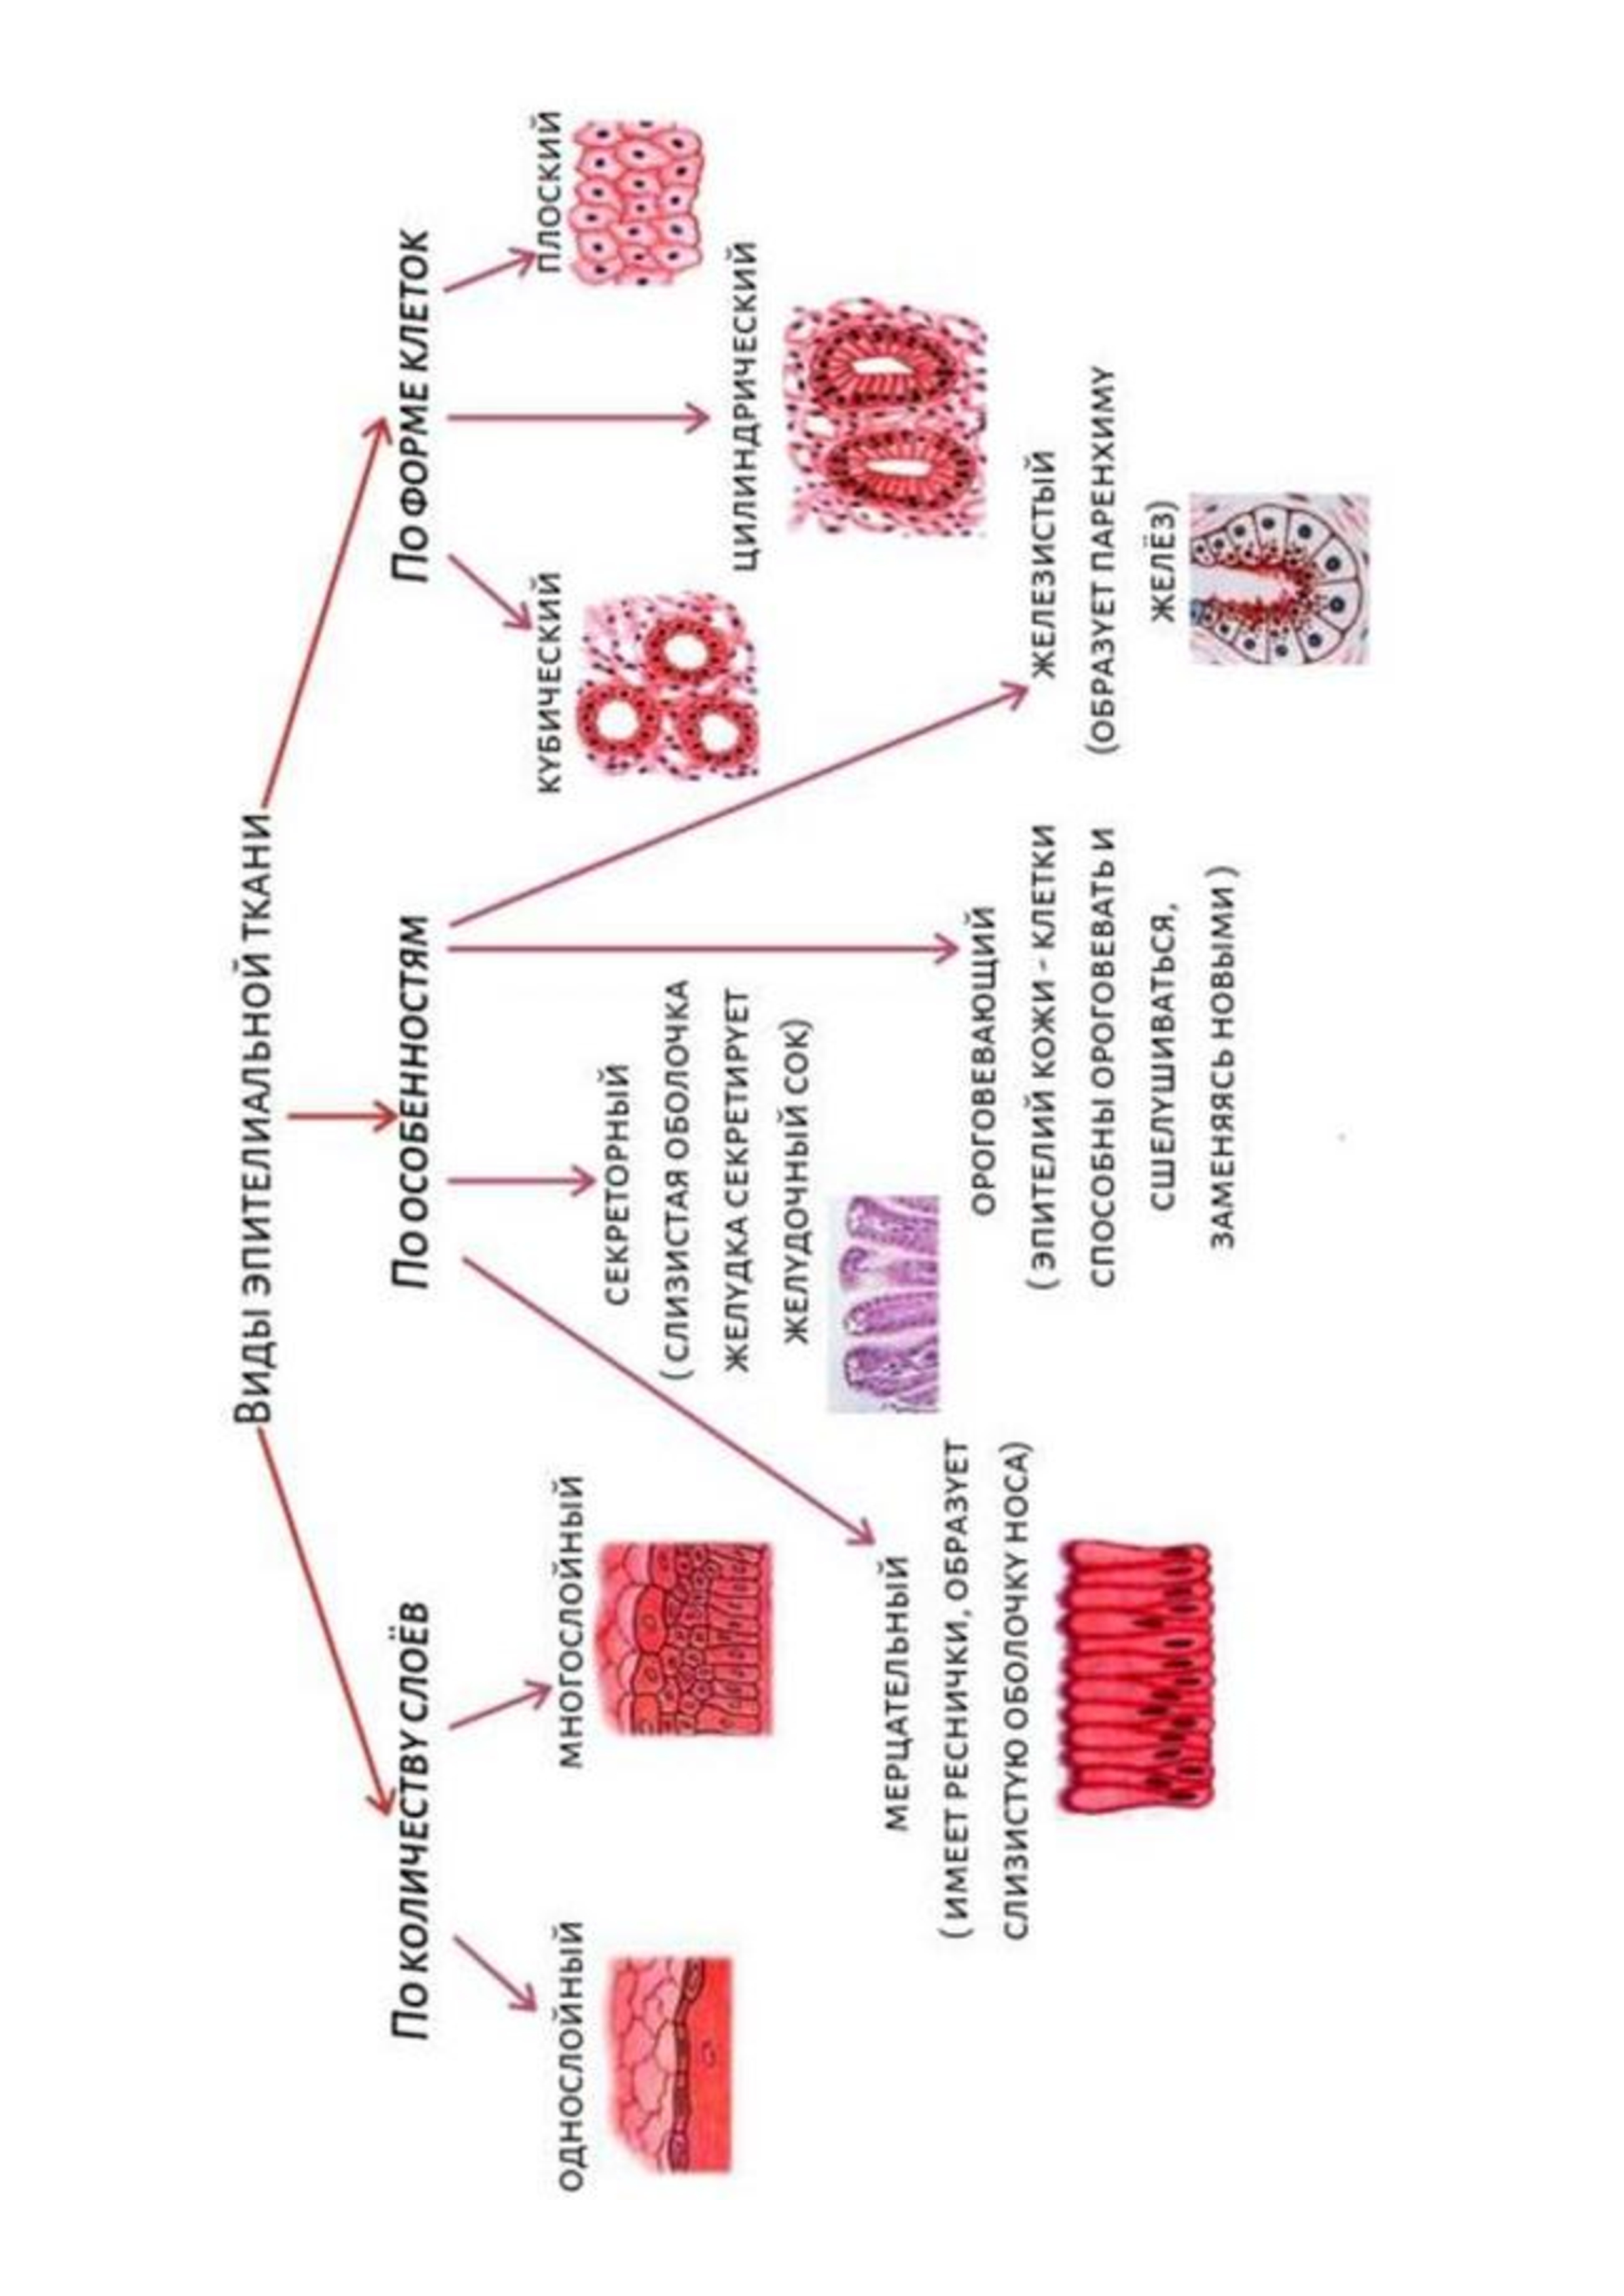 Виды эпителиальной ткани
По количеству слоёв
однослойный
многослойный
По особенностям
мерцательный
( имеет реснички, образует
слизистую оболочку носа)
секреторный
( слизистая оболочка
желудка секретирует
желудочный сок)
ороговевающий
( эпителий кожи - клетки
способны ороговевать и
сшелушиваться,
заменяясь новыми )
железистый
(образует паренхиму
желёз)
По форме клеток
кубический
цилиндрический
плоский